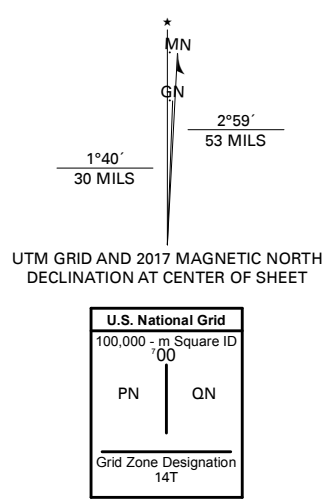 ★
MN
GN
2°59´
53 MILS
1°40´
30 MILS
UTM GRID AND 2017 MAGNETIC NORTH
DECLINATION AT CENTER OF SHEET
U.S. National Grid
100,000 - m Square ID
⁷00
PN QN
Grid Zone Designation
14T